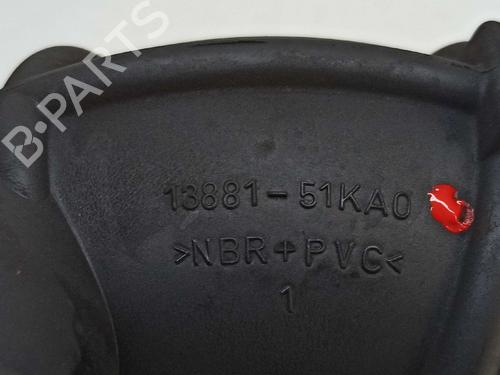 B-PARTS
13881-51KA0
>NBR+PVC<
1